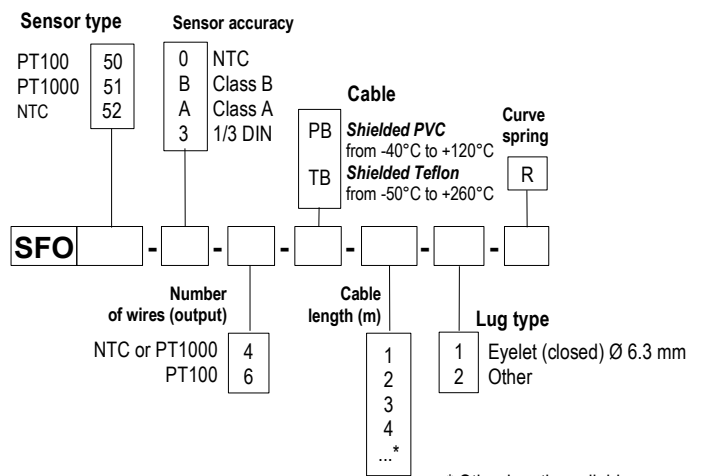 Sensor type
PT100 50
PT1000 51
NTC 52
Sensor accuracy
0 NTC
B Class B
A Class A
3 1/3 DIN
Cable
PB Shielded PVC
from -40°C to +120°C
TB Shielded Teflon
from -50°C to +260°C
Curve
spring
R
SFO - - - - - -
Number
of wires (output)
NTC or PT1000 4
PT100 6
Cable
length (m)
1
2
3
4
...*
Lug type
1 Eyelet (closed) Ø 6.3 mm
2 Other